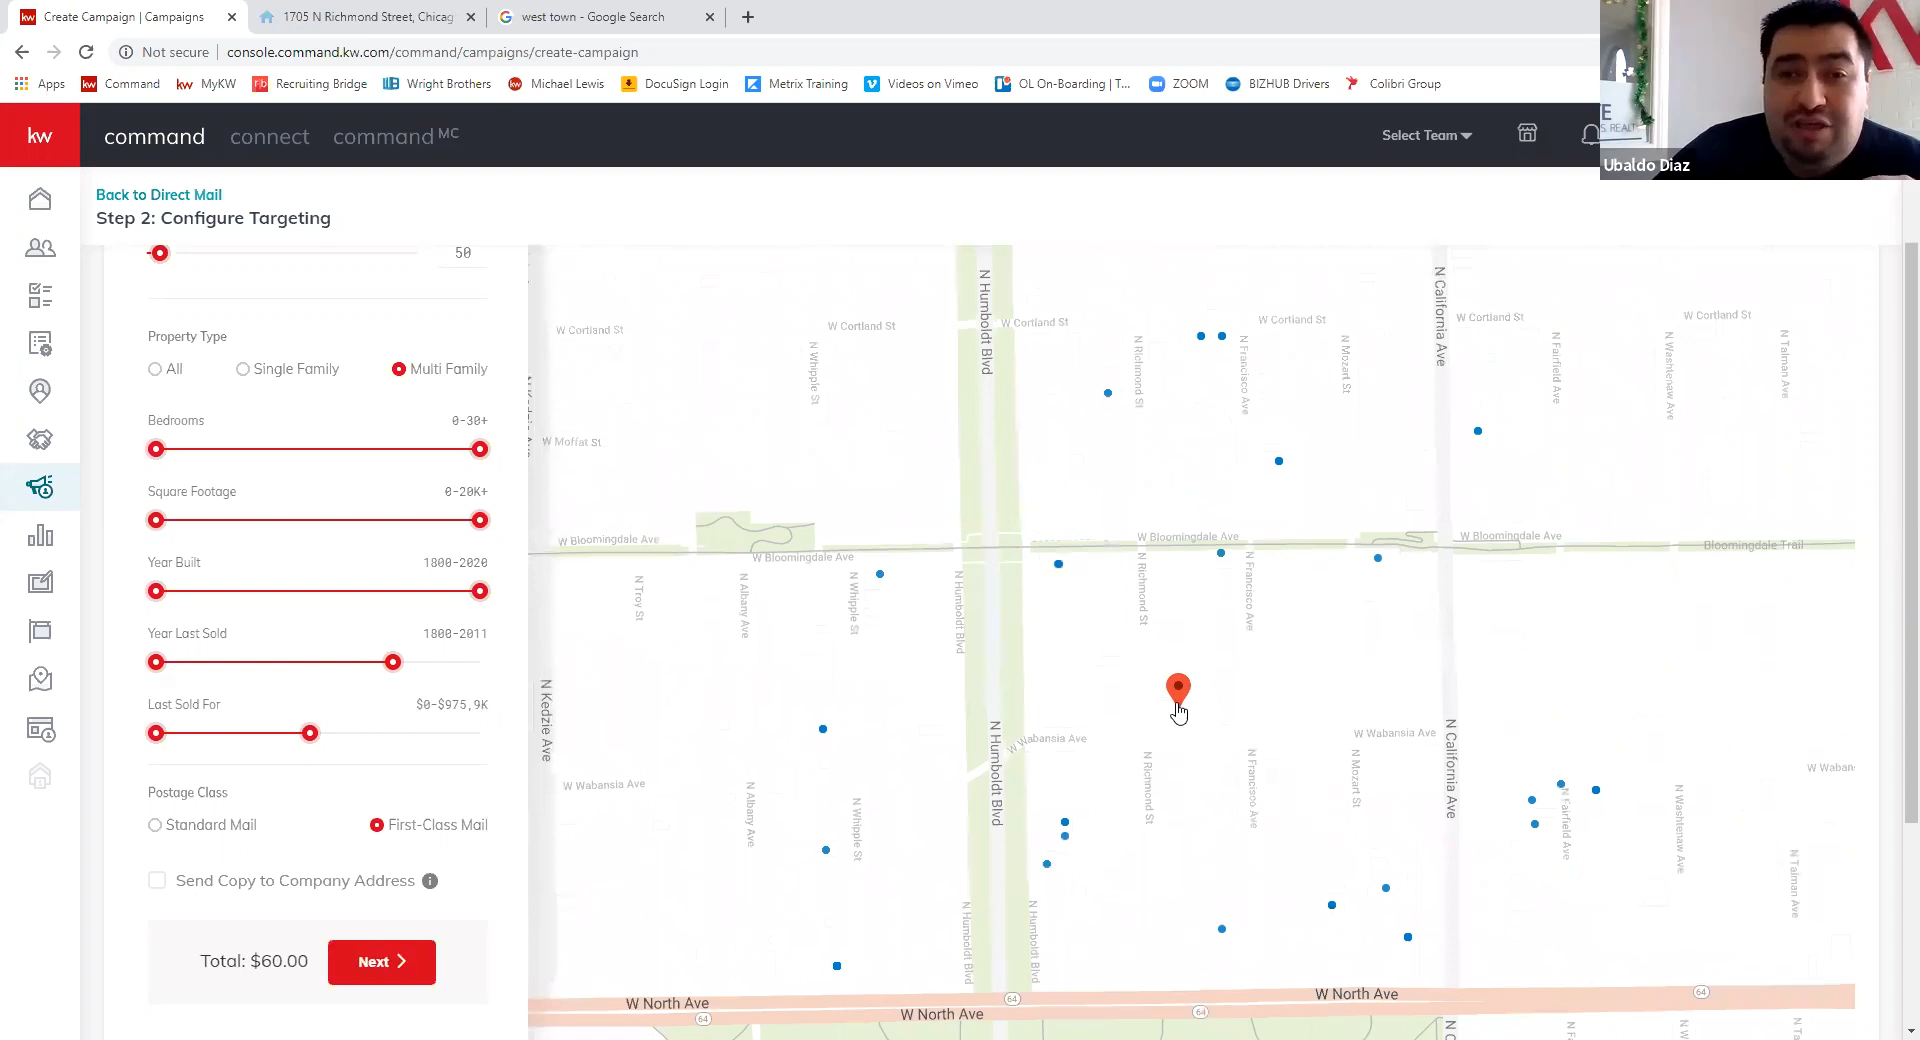 kw Create Campaign | Campaigns
1705 N Richmond Street, Chicag
G west town - Google Search
Not secure console.command.kw.com/command/campaigns/create-campaign
Apps
kw Command
kw MyKW
rb Recruiting Bridge
Wright Brothers
kw Michael Lewis
DocuSign Login
Metrix Training
Videos on Vimeo
OL On-Boarding | T...
ZOOM
BIZHUB Drivers
Colibri Group
kw
command connect command MC
Select Team
E
S REALT
Ubaldo Diaz
Back to Direct Mail
Step 2: Configure Targeting
50
Property Type
All Single Family Multi Family
Bedrooms 0-30+
Square Footage 0-20K+
Year Built 1800-2020
Year Last Sold 1800-2011
Last Sold For $0-$975,9K
Postage Class
Standard Mail First-Class Mail
Send Copy to Company Address i
Total: $60.00 Next
W Cortland St
W Cortland St
W Cortland St
W Cortland St
W Cortland St
W Cortland St
N Humboldt Blvd
N California Ave
N Whipple St
N Richmond St
N Francisco Ave
N Mozart St
N Fairfield Ave
N Washtenaw Ave
N Talman Ave
W Moffat St
W Bloomingdale Ave
W Bloomingdale Ave
W Bloomingdale Ave
W Bloomingdale Ave
Bloomingdale Trail
N Troy St
N Albany Ave
N Whipple St
N Humboldt Blvd
N Richmond St
N Francisco Ave
N Kedzie Ave
N Humboldt Blvd
W Wabansia Ave
W Wabansia Ave
N California Ave
W Wabansia Ave
W Waban
N Albany Ave
N Whipple St
N Richmond St
N Francisco Ave
N Mozart St
N Fairfield Ave
N Washtenaw Ave
N Talman Ave
N Humboldt Blvd
N Humboldt Blvd
W North Ave
W North Ave
W North Ave
64
64
64
64
N C
N F
N W
N Ta